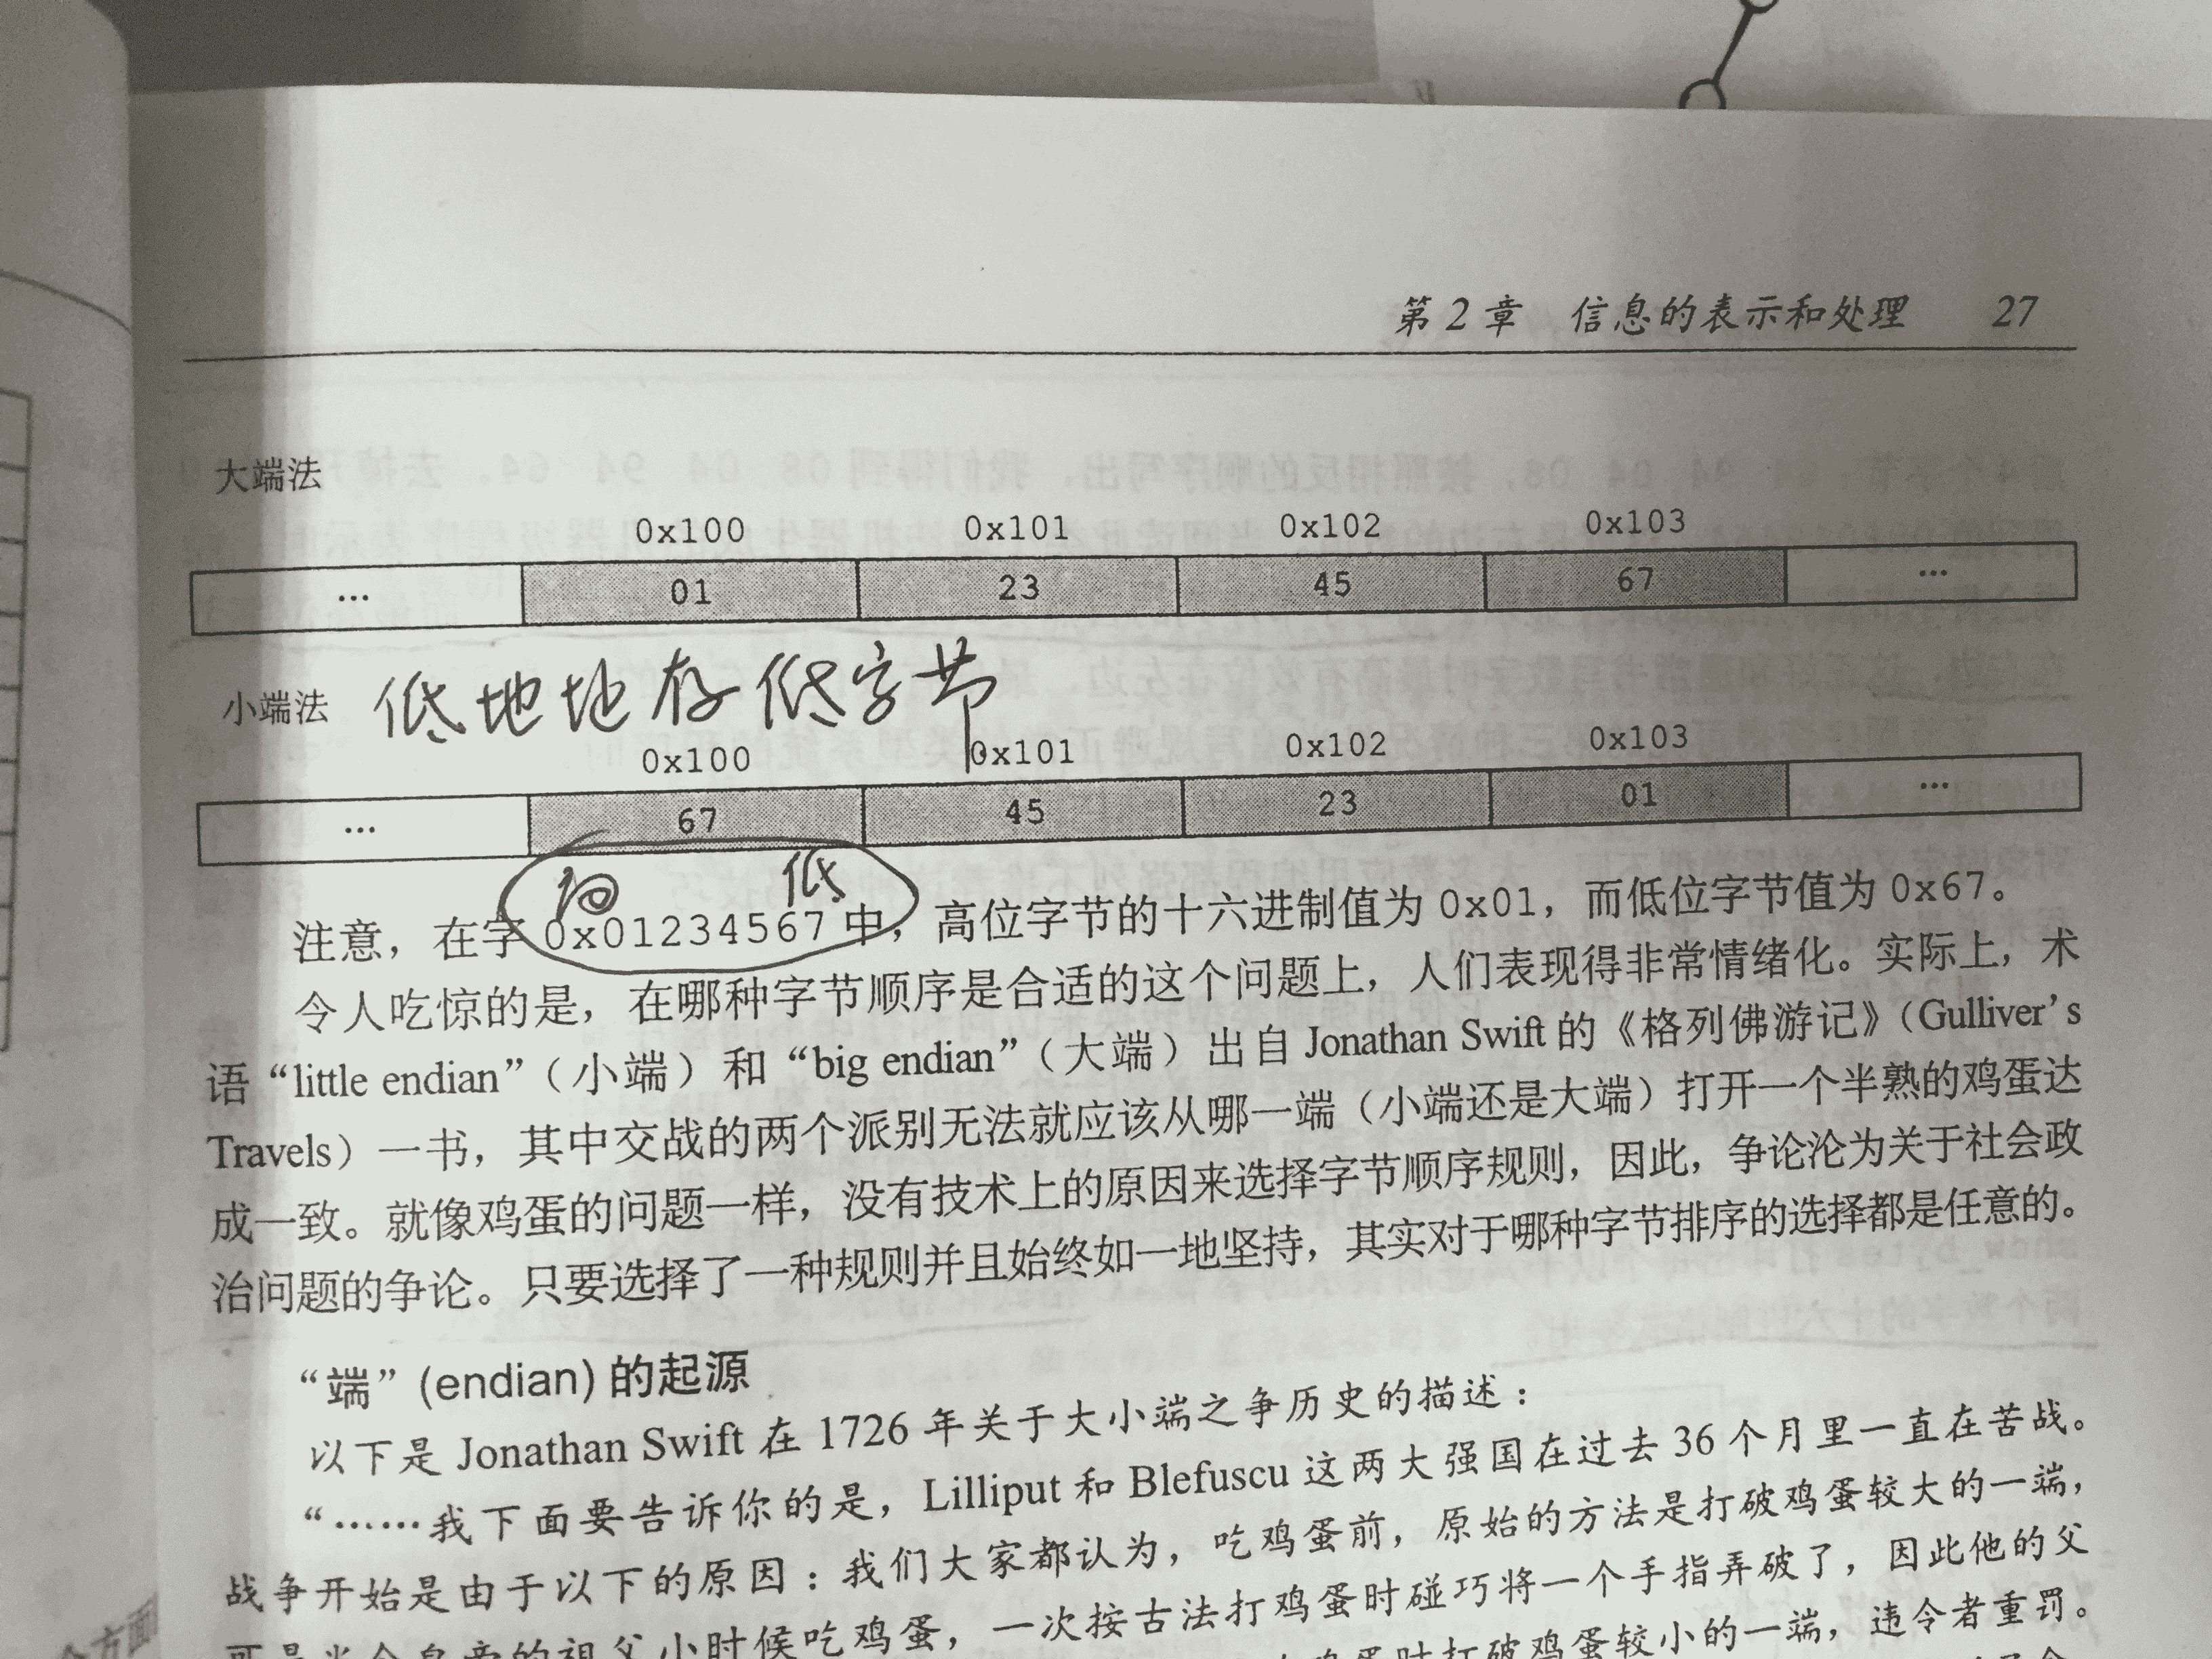 第 2 章 信息的表示和处理 27
大端法
0x100 0x101 0x102 0x103
... 01 23 45 67 ...
小端法 低地址存低字节
0x100 0x101 0x102 0x103
... 67 45 23 01 ...
低
注意，在字 0x01234567 中，高位字节的十六进制值为 0x01，而低位字节值为 0x67。
令人吃惊的是，在哪种字节顺序是合适的这个问题上，人们表现得非常情绪化。实际上，术
语“little endian”（小端）和“big endian”（大端）出自 Jonathan Swift 的《格列佛游记》（Gulliver's
Travels）一书，其中交战的两个派别无法就应该从哪一端（小端还是大端）打开一个半熟的鸡蛋达
成一致。就像鸡蛋的问题一样，没有技术上的原因来选择字节顺序规则，因此，争论沦为关于社会政
治问题的争论。只要选择了一种规则并且始终如一地坚持，其实对于哪种字节排序的选择都是任意的。
“端”(endian) 的起源
以下是 Jonathan Swift 在 1726 年关于大小端之争历史的描述：
“……我下面要告诉你的是，Lilliput 和 Blefuscu 这两大强国在过去 36 个月里一直在苦战。
战争开始是由于以下的原因：我们大家都认为，吃鸡蛋前，原始的方法是打破鸡蛋较大的一端，
可是当今皇帝的祖父小时候吃鸡蛋，一次按古法打鸡蛋时碰巧将一个手指弄破了，因此他的父
鸡蛋时打破鸡蛋较小的一端，违令者重罚。